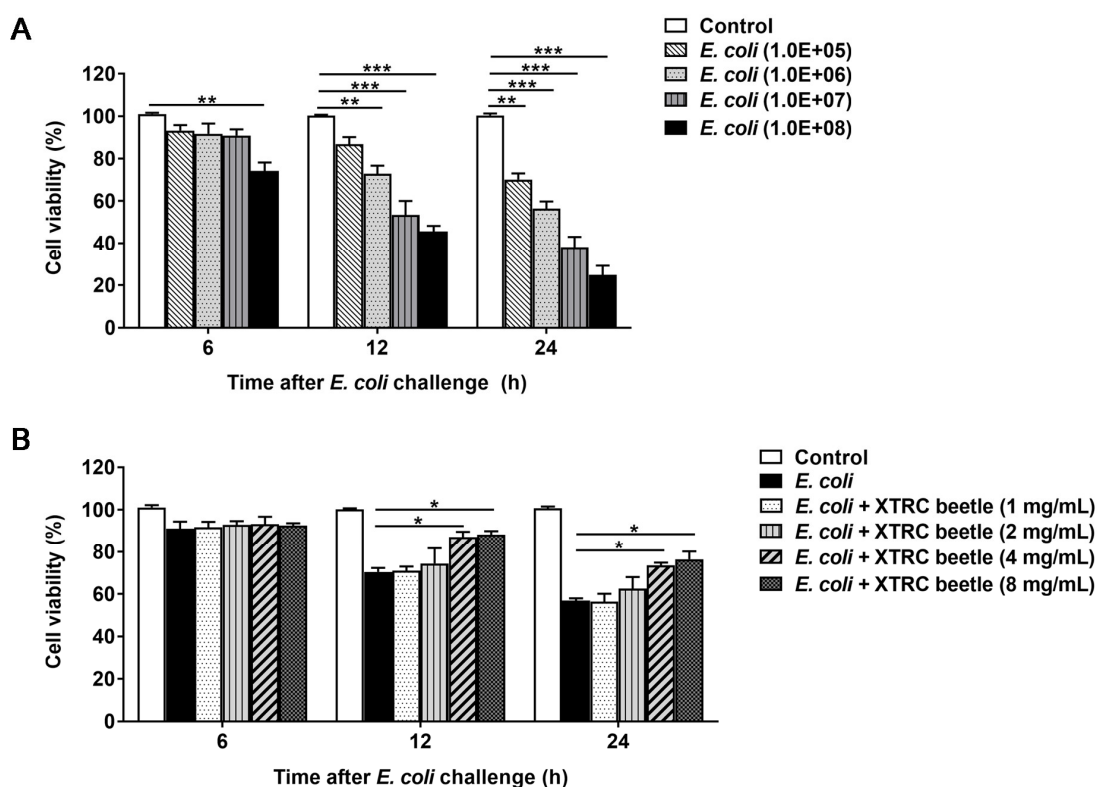 A
Control
E. coli (1.0E+05)
E. coli (1.0E+06)
E. coli (1.0E+07)
E. coli (1.0E+08)
Cell viability (%)
120
100
80
60
40
20
0
**
**
***
***
**
***
***
***
6
12
24
Time after E. coli challenge (h)
B
Control
E. coli
E. coli + XTRC beetle (1 mg/mL)
E. coli + XTRC beetle (2 mg/mL)
E. coli + XTRC beetle (4 mg/mL)
E. coli + XTRC beetle (8 mg/mL)
Cell viability (%)
120
100
80
60
40
20
0
*
*
*
*
6
12
24
Time after E. coli challenge (h)